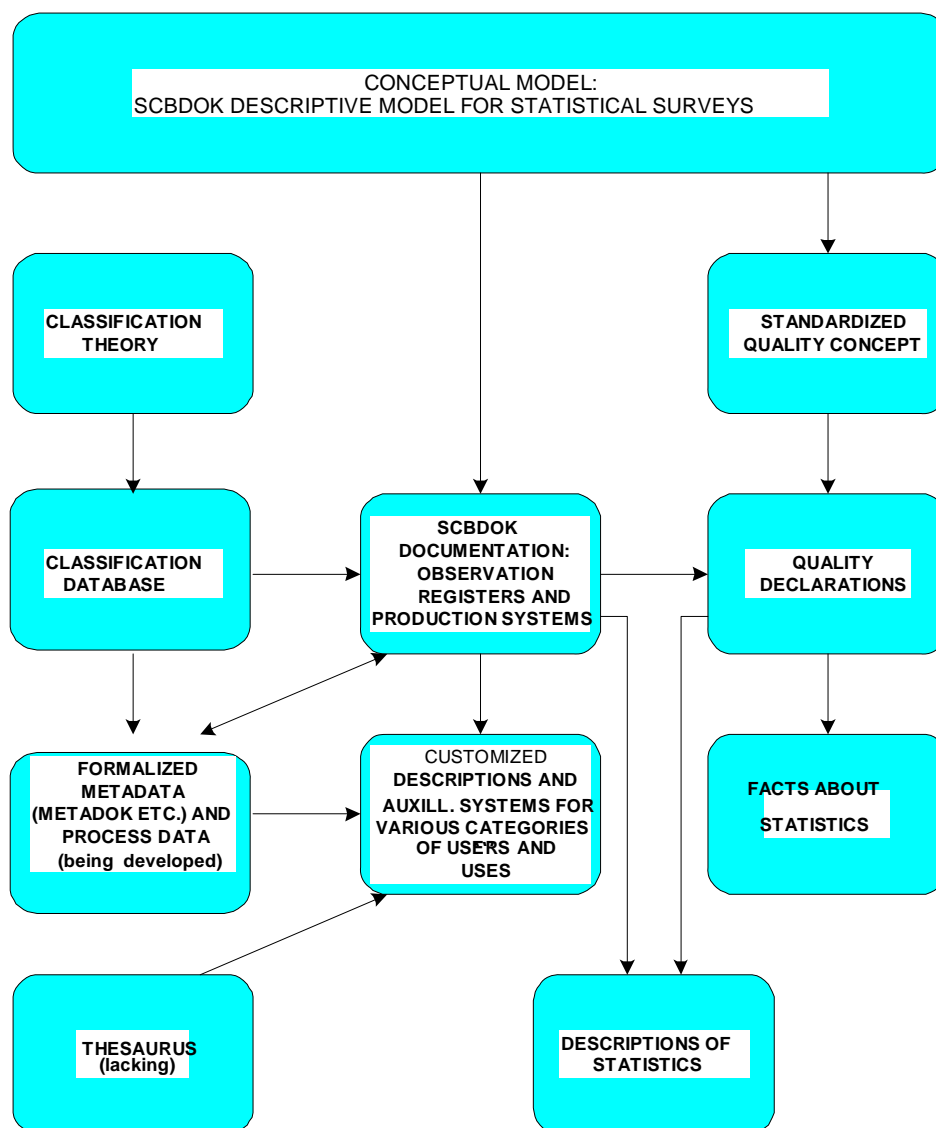 CONCEPTUAL MODEL:
SCBDOK DESCRIPTIVE MODEL FOR STATISTICAL SURVEYS
CLASSIFICATION
THEORY
STANDARDIZED
QUALITY CONCEPT
CLASSIFICATION
DATABASE
SCBDOK
DOCUMENTATION:
OBSERVATION
REGISTERS AND
PRODUCTION SYSTEMS
QUALITY
DECLARATIONS
FORMALIZED
METADATA
(METADOK ETC.) AND
PROCESS DATA
(being developed)
CUSTOMIZED
DESCRIPTIONS AND
AUXILL. SYSTEMS FOR
VARIOUS CATEGORIES
OF USERS AND
USES
FACTS ABOUT
STATISTICS
THESAURUS
(lacking)
DESCRIPTIONS OF
STATISTICS